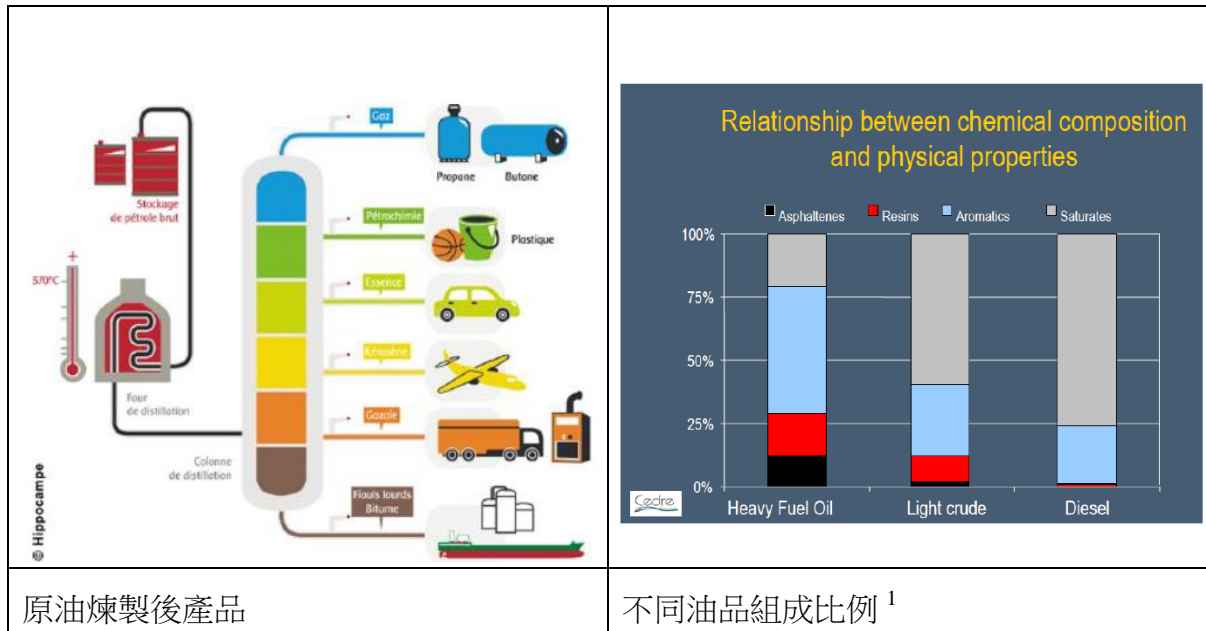 Gaz
Propane
Butane
Stockage
de pétrole brut
Pétrochimie
Plastique
+
370°C
Essence
Kérosène
Four
de distillation
Gazole
Colonne
de distillation
Fiouls lourds
Bitume
© Hippocampe
Relationship between chemical composition
and physical properties
Asphaltenes
Resins
Aromatics
Saturates
100%
75%
50%
25%
0%
Cedre
Heavy Fuel Oil
Light crude
Diesel
原油煉製後產品
不同油品組成比例 1